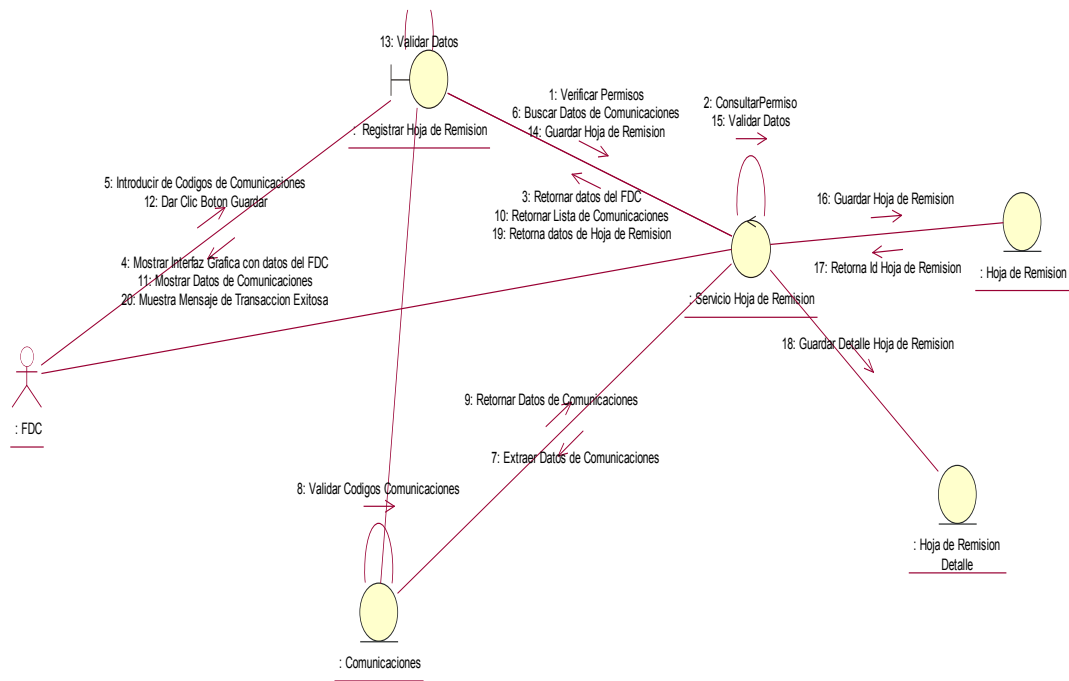 13: Validar Datos
: Registrar Hoja de Remision
1: Verificar Permisos
6: Buscar Datos de Comunicaciones
14: Guardar Hoja de Remision
2: ConsultarPermiso
15: Validar Datos
5: Introducir de Codigos de Comunicaciones
12: Dar Clic Boton Guardar
3: Retornar datos del FDC
10: Retornar Lista de Comunicaciones
19: Retorna datos de Hoja de Remision
16: Guardar Hoja de Remision
4: Mostrar Interfaz Grafica con datos del FDC
11: Mostrar Datos de Comunicaciones
20: Muestra Mensaje de Transaccion Exitosa
17: Retorna Id Hoja de Remision
: Hoja de Remision
: Servicio Hoja de Remision
18: Guardar Detalle Hoja de Remision
: FDC
9: Retornar Datos de Comunicaciones
7: Extraer Datos de Comunicaciones
8: Validar Codigos Comunicaciones
: Hoja de Remision
Detalle
: Comunicaciones